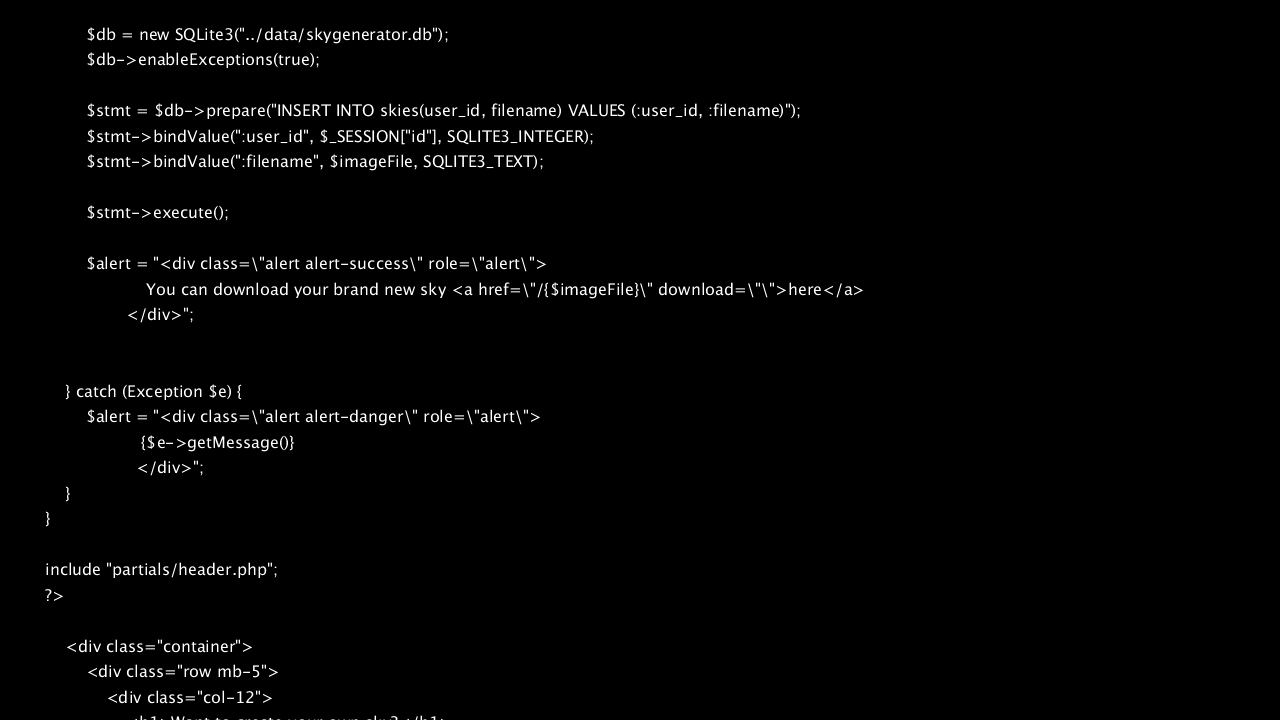 $db = new SQLite3("../data/skygenerator.db");
$db->enableExceptions(true);
$stmt = $db->prepare("INSERT INTO skies(user_id, filename) VALUES (:user_id, :filename)");
$stmt->bindValue(":user_id", $_SESSION["id"], SQLITE3_INTEGER);
$stmt->bindValue(":filename", $imageFile, SQLITE3_TEXT);
$stmt->execute();
$alert = "<div class=\"alert alert-success\" role=\"alert\">
You can download your brand new sky <a href=\"/{$imageFile}\" download=\"\">here</a>
</div>";
} catch (Exception $e) {
$alert = "<div class=\"alert alert-danger\" role=\"alert\">
{$e->getMessage()}
</div>";
}
}
include "partials/header.php";
?>
<div class="container">
<div class="row mb-5">
<div class="col-12">